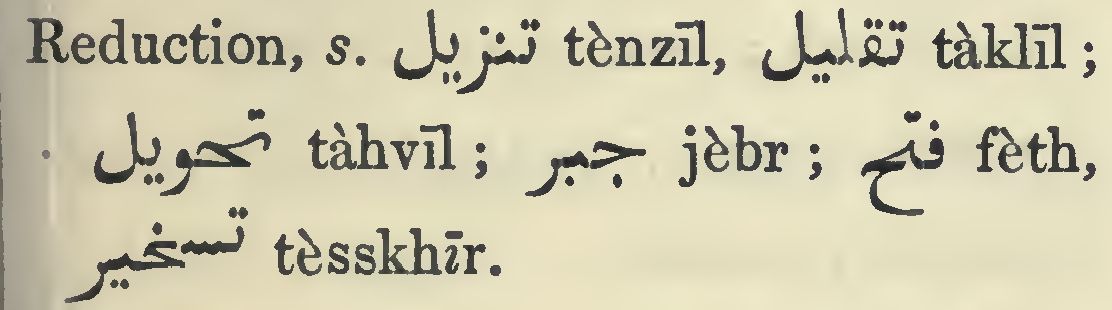 Reduction, s. تنزيل tènzīl, تقليل tàklīl ;
تحويل tàhvīl ; جبر jèbr ; فتح fèth,
تسخير tèsskhīr.